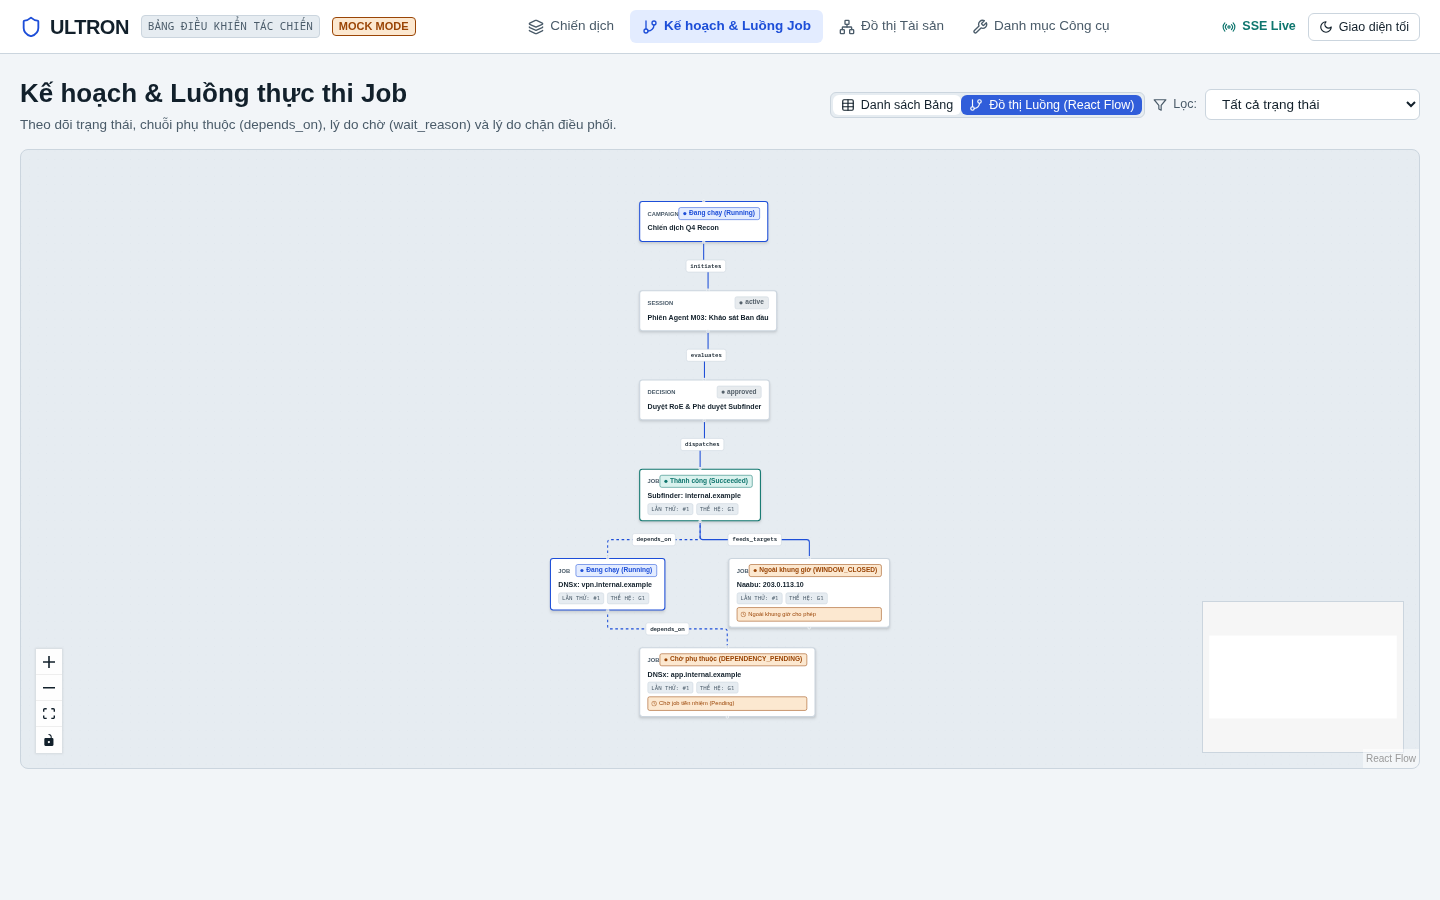 ULTRON
BẢNG ĐIỀU KHIỂN TÁC CHIẾN
MOCK MODE
Chiến dịch
Kế hoạch & Luồng Job
Đồ thị Tài sản
Danh mục Công cụ
SSE Live
Giao diện tối
Kế hoạch & Luồng thực thi Job
Theo dõi trạng thái, chuỗi phụ thuộc (depends_on), lý do chờ (wait_reason) và lý do chặn điều phối.
Danh sách Bảng
Đồ thị Luồng (React Flow)
Lọc:
Tất cả trạng thái
CAMPAIGN
Đang chạy (Running)
Chiến dịch Q4 Recon
initiates
SESSION
active
Phiên Agent M03: Khảo sát Ban đầu
evaluates
DECISION
approved
Duyệt RoE & Phê duyệt Subfinder
dispatches
JOB
Thành công (Succeeded)
Subfinder: internal.example
LẦN THỬ: #1
THẾ HỆ: G1
depends_on
feeds_targets
JOB
Đang chạy (Running)
DNSx: vpn.internal.example
LẦN THỬ: #1
THẾ HỆ: G1
JOB
Ngoài khung giờ (WINDOW_CLOSED)
Naabu: 203.0.113.10
LẦN THỬ: #1
THẾ HỆ: G1
Ngoài khung giờ cho phép
depends_on
JOB
Chờ phụ thuộc (DEPENDENCY_PENDING)
DNSx: app.internal.example
LẦN THỬ: #1
THẾ HỆ: G1
Chờ job tiền nhiệm (Pending)
React Flow